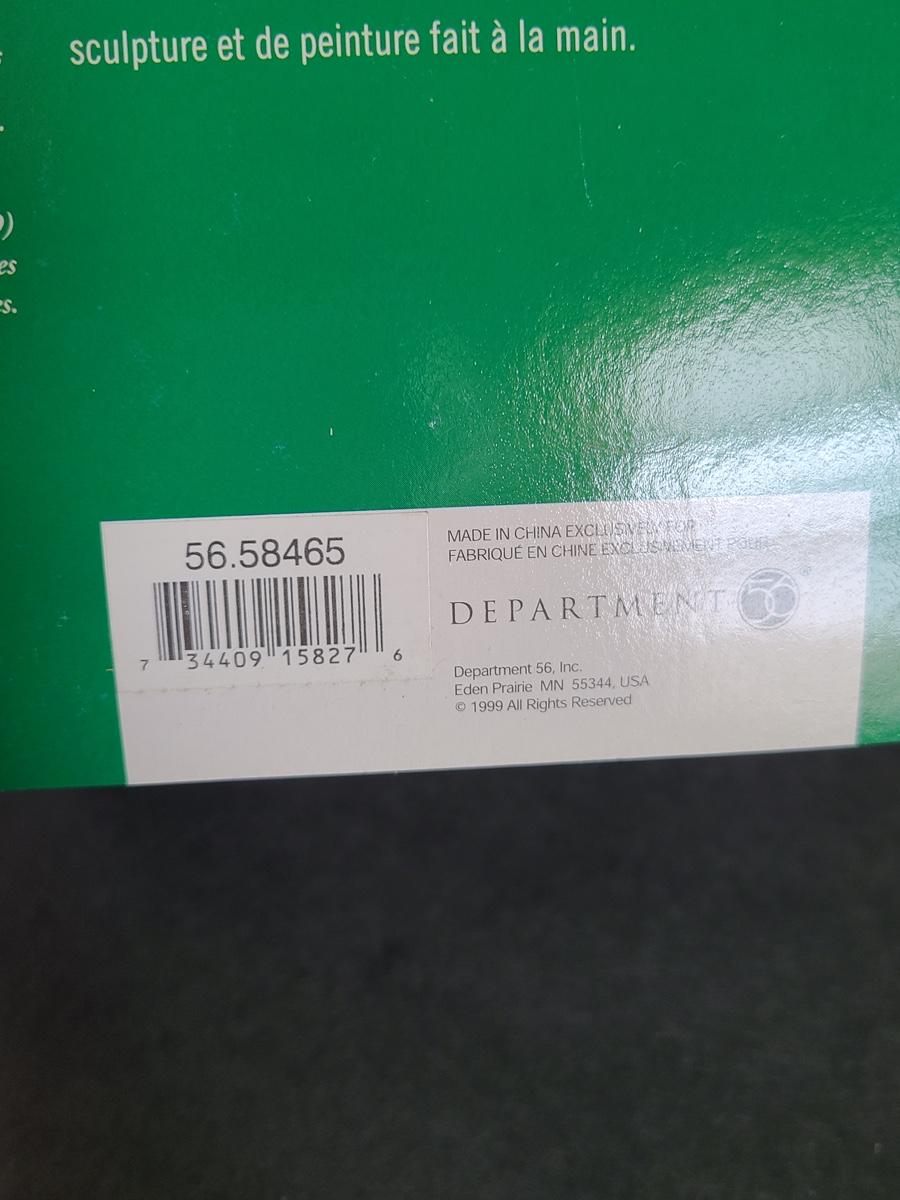 sculpture et de peinture fait à la main.
)
es
s.
56.58465
7 34409 15827 6
MADE IN CHINA EXCLUSIVELY FOR
FABRIQUÉ EN CHINE EXCLUSIVEMENT POUR
DEPARTMENT 56®
Department 56, Inc.
Eden Prairie MN 55344, USA
© 1999 All Rights Reserved